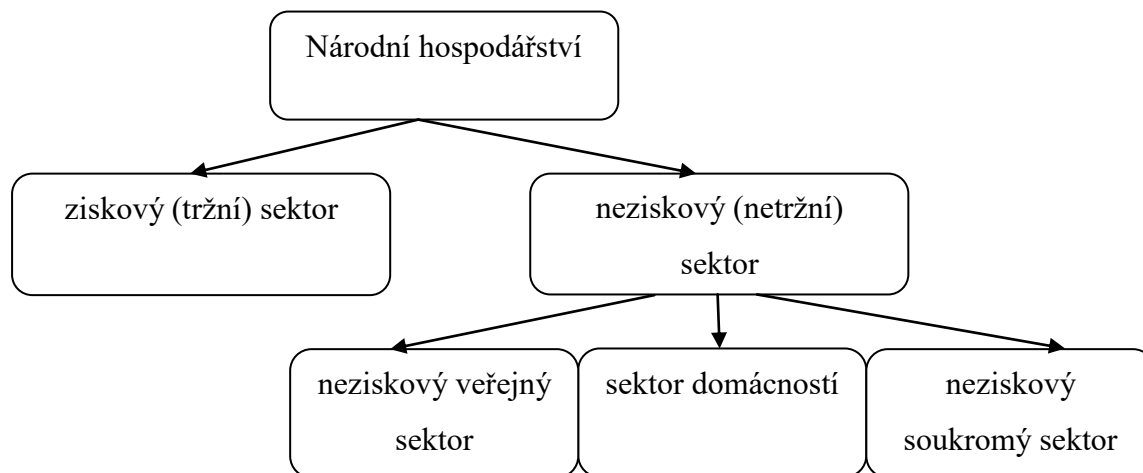 Národní hospodářství
ziskový (tržní) sektor
neziskový (netržní)
sektor
neziskový veřejný
sektor
sektor domácností
neziskový
soukromý sektor